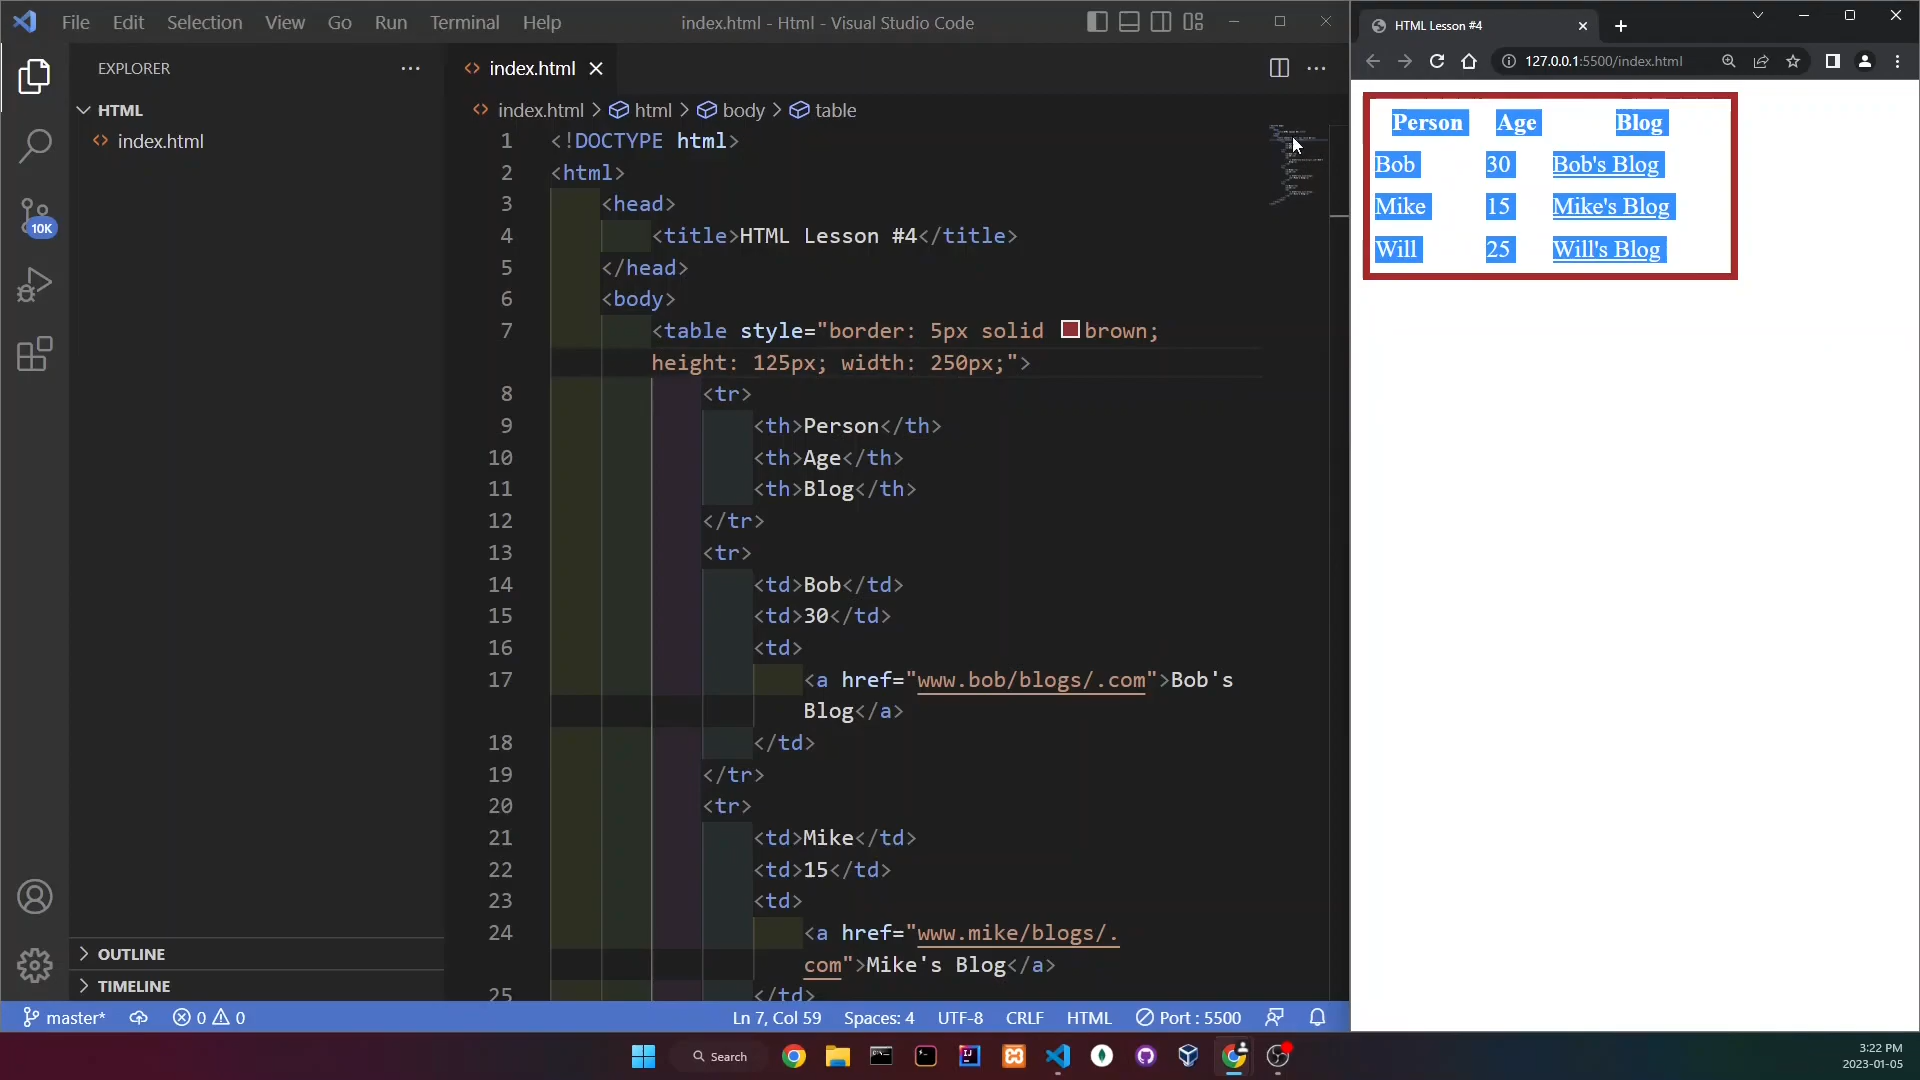 File Edit Selection View Go Run Terminal Help
index.html - Html - Visual Studio Code
EXPLORER
HTML
index.html
10K
OUTLINE
TIMELINE
index.html
index.html > html > body > table
1 <!DOCTYPE html>
2 <html>
3 <head>
4 <title>HTML Lesson #4</title>
5 </head>
6 <body>
7 <table style="border: 5px solid brown;
height: 125px; width: 250px;">
8 <tr>
9 <th>Person</th>
10 <th>Age</th>
11 <th>Blog</th>
12 </tr>
13 <tr>
14 <td>Bob</td>
15 <td>30</td>
16 <td>
17 <a href="www.bob/blogs/.com">Bob's
Blog</a>
18 </td>
19 </tr>
20 <tr>
21 <td>Mike</td>
22 <td>15</td>
23 <td>
24 <a href="www.mike/blogs/.
com">Mike's Blog</a>
25 </td>
master* 0 0 Ln 7, Col 59 Spaces: 4 UTF-8 CRLF HTML Port : 5500
HTML Lesson #4
127.0.0.1:5500/index.html
Person Age Blog
Bob 30 Bob's Blog
Mike 15 Mike's Blog
Will 25 Will's Blog
Search
3:22 PM
2023-01-05